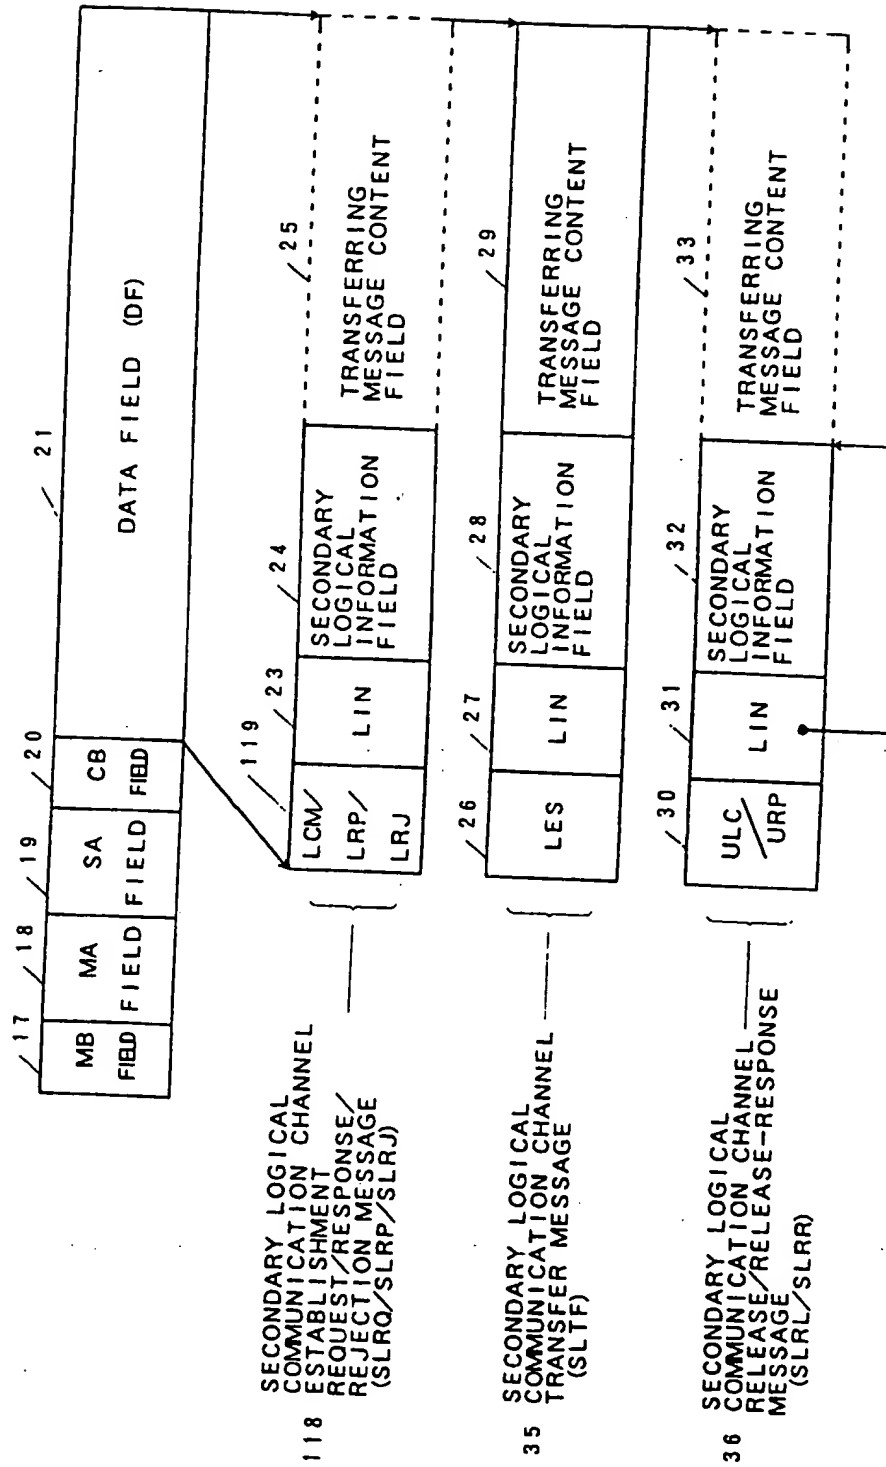 17
18
19
20
21
MB
FIELD
MA
FIELD
SA
FIELD
CB
FIELD
DATA FIELD (DF)
118
SECONDARY LOGICAL
COMMUNICATION CHANNEL
ESTABLISHMENT
REQUEST/RESPONSE/
REJECTION MESSAGE
(SLRQ/SLRP/SLRJ)
119
23
24
25
LCM/
LRP/
LRJ
LIN
SECONDARY
LOGICAL
INFORMATION
FIELD
TRANSFERRING
MESSAGE CONTENT
FIELD
35
SECONDARY LOGICAL
COMMUNICATION CHANNEL
TRANSFER MESSAGE
(SLTF)
26
27
28
29
LES
LIN
SECONDARY
LOGICAL
INFORMATION
FIELD
TRANSFERRING
MESSAGE CONTENT
FIELD
36
SECONDARY LOGICAL
COMMUNICATION CHANNEL
RELEASE/RELEASE-RESPONSE
MESSAGE
(SLRL/SLRR)
30
31
32
33
ULC
/URP
LIN
SECONDARY
LOGICAL
INFORMATION
FIELD
TRANSFERRING
MESSAGE CONTENT
FIELD